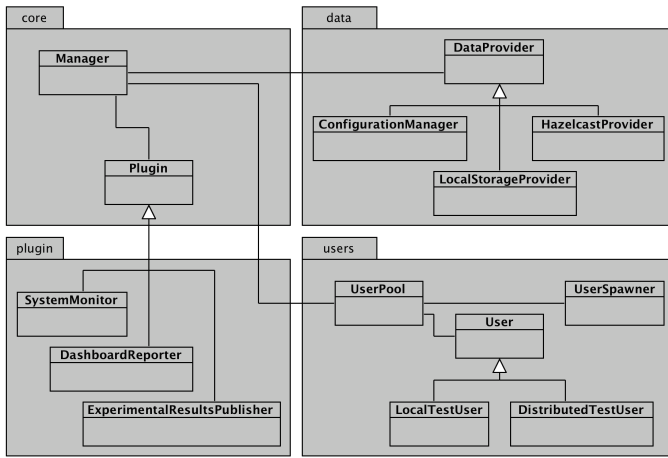 core
Manager
Plugin
data
DataProvider
ConfigurationManager
HazelcastProvider
LocalStorageProvider
plugin
SystemMonitor
DashboardReporter
ExperimentalResultsPublisher
users
UserPool
UserSpawner
User
LocalTestUser
DistributedTestUser